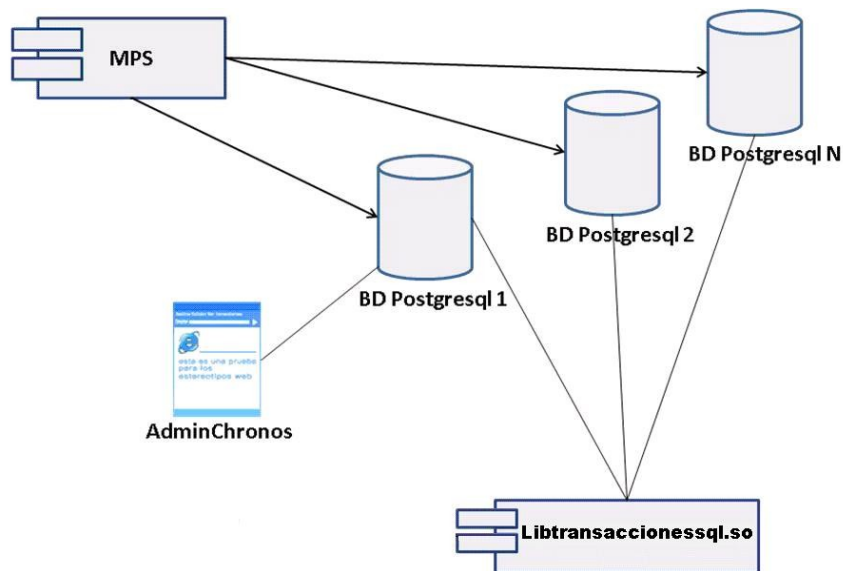 MPS
BD Postgresql N
BD Postgresql 2
BD Postgresql 1
esta es una prueba
para los
estereotipos web
AdminChronos
Libtransaccionessql.so